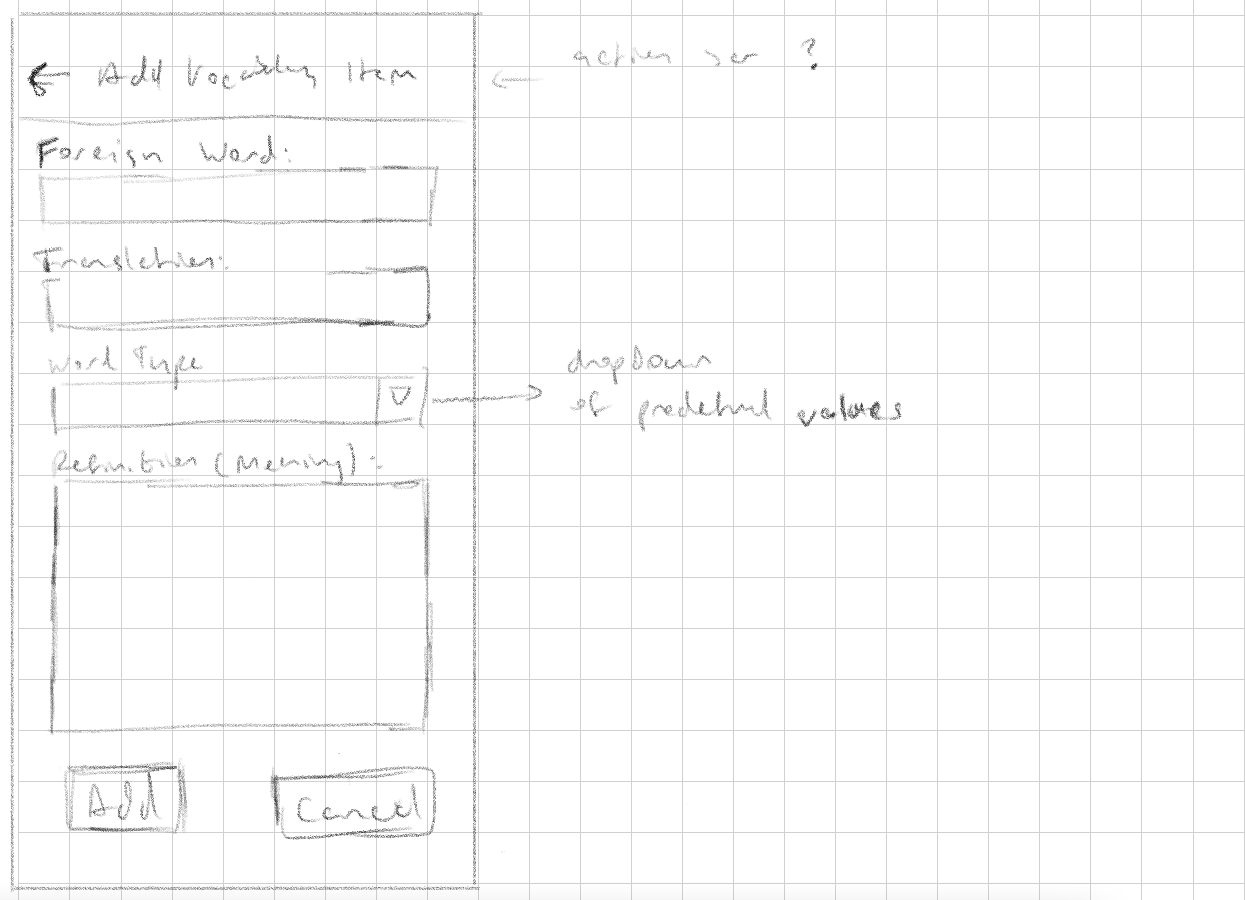 ← Add Vocabulary Item
← action bar ?
Foreign Word:
Translation:
Word Type
V
→ dropdown
of predefined values
Definition (Meaning):
Add
Cancel